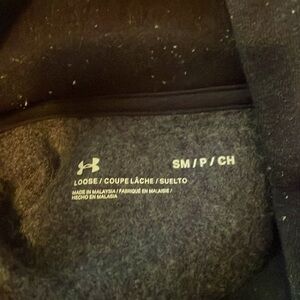 SM / P / CH
LOOSE / COUPE LÂCHE / SUELTO
MADE IN MALAYSIA / FABRIQUÉ EN MALAISIE /
HECHO EN MALASIA